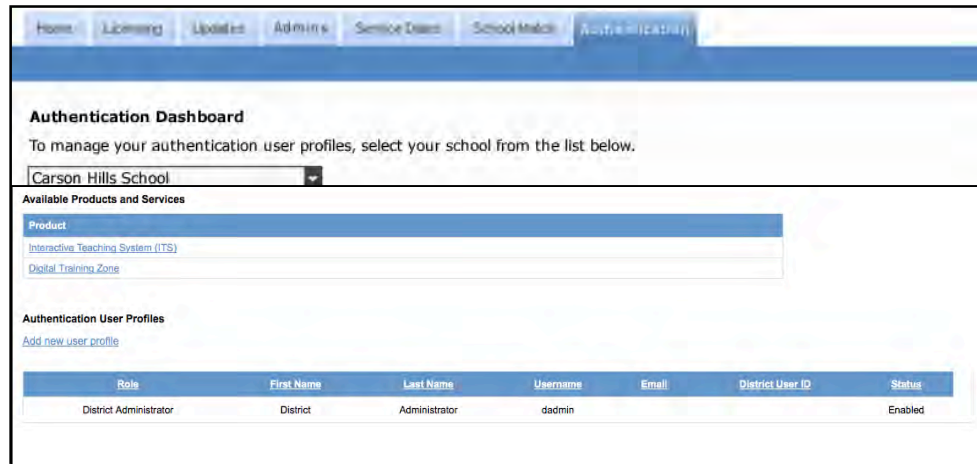 Home Licensing Updates Admins Service Dates School Match Authentication
Authentication Dashboard
To manage your authentication user profiles, select your school from the list below.
Carson Hills School
Available Products and Services
Product
Interactive Teaching System (ITS)
Digital Training Zone
Authentication User Profiles
Add new user profile
Role First Name Last Name Username Email District User ID Status
District Administrator District Administrator dadmin Enabled